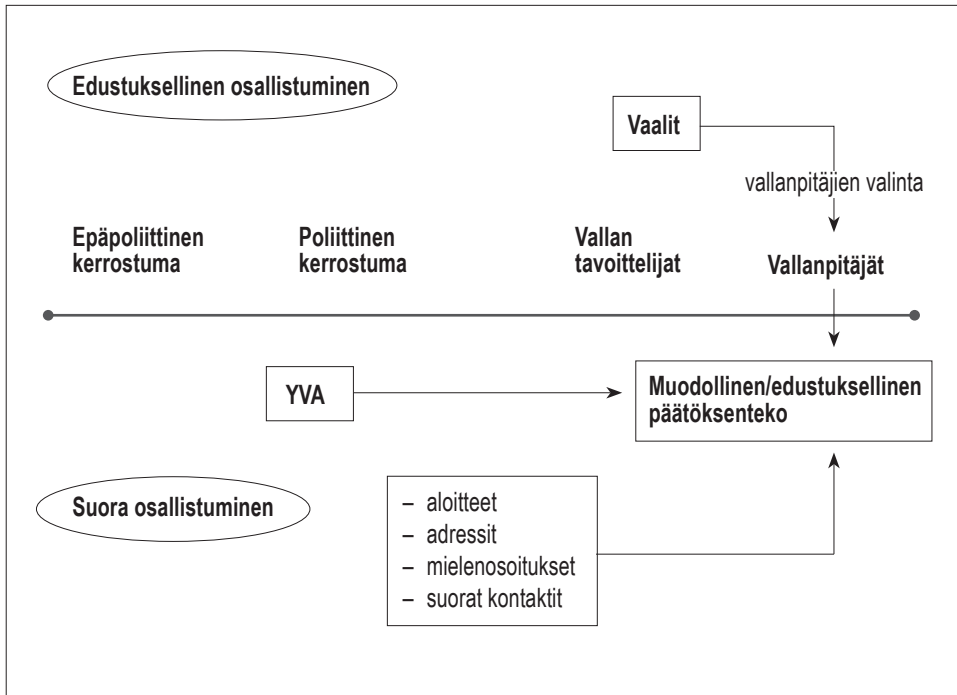 Edustuksellinen osallistuminen
Vaalit
vallanpitäjien valinta
Epäpoliittinen
kerrostuma
Poliittinen
kerrostuma
Vallan
tavoittelijat
Vallanpitäjät
YVA
Muodollinen/edustuksellinen
päätöksenteko
Suora osallistuminen
– aloitteet
– adressit
– mielenosoitukset
– suorat kontaktit